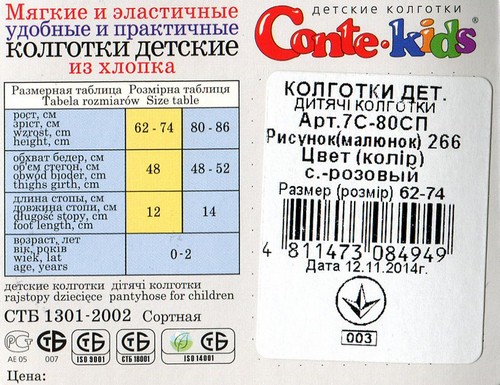 Мягкие и эластичные
удобные и практичные
КОЛГОТКИ ДЕТСКИЕ
ИЗ ХЛОПКА
Размерная таблица Розмірна таблиця
Tabela rozmiarów Size table
рост, см
зріст, см
wzrost, cm
height, cm
62 - 74
80 - 86
обхват бедер, см
об'єм стегон, см
obwód bioder, cm
thighs girth, cm
48
48 - 52
длина стопы, см
довжина стопи, см
długość stopy, cm
foot length, cm
12
14
возраст, лет
вік, років
wiek, lat
age, years
0-2
детские колготки дитячі колготки
rajstopy dziecięce pantyhose for children
СТБ 1301-2002 Сортная
АЕ 05
007
СТБ
ISO 9001
СТБ
СТБ 18001
СТБ
ISO 14001
Цена:
детские колготки
Conte-kids®
КОЛГОТКИ ДЕТ.
ДИТЯЧІ КОЛГОТКИ
Арт.7С-80СП
Рисунок(малюнок) 266
Цвет (колір)
с.-розовый
Размер (розмір) 62-74
4 811473 084949
Дата 12.11.2014г.
003